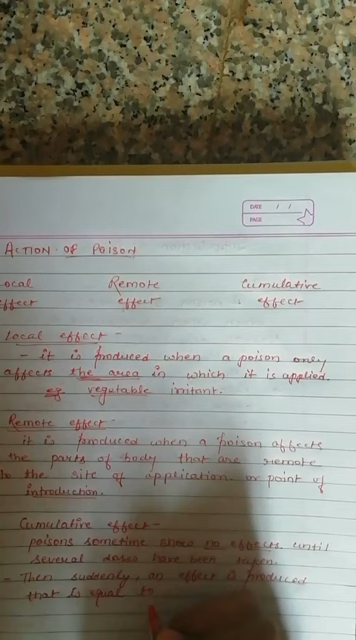 DATE / /
PAGE
ACTION OF POISON
ocal Remote Cumulative
ffect effect effect
Local effect -
- it is produced when a poison only
affects the area in which it is applied.
eg. vegetable irritant.
Remote effect -
it is produced when a poison affects
the parts of body that are remote
to the site of application or point of
introduction.
Cumulative effect -
poisons sometime shows no effects until
several doses have been taken.
- Then suddenly, an effect is produced
that is equal to